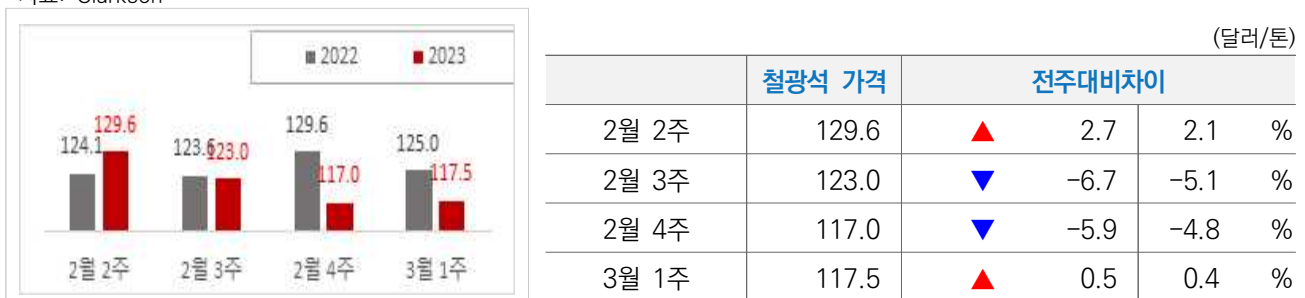 (달러/톤)
■ 2022 ■ 2023
124.1 129.6 123.6 123.0 129.6 117.0 125.0 117.5
2월 2주 2월 3주 2월 4주 3월 1주
철광석 가격 전주대비차이
2월 2주 129.6 ▲ 2.7 2.1 %
2월 3주 123.0 ▼ -6.7 -5.1 %
2월 4주 117.0 ▼ -5.9 -4.8 %
3월 1주 117.5 ▲ 0.5 0.4 %